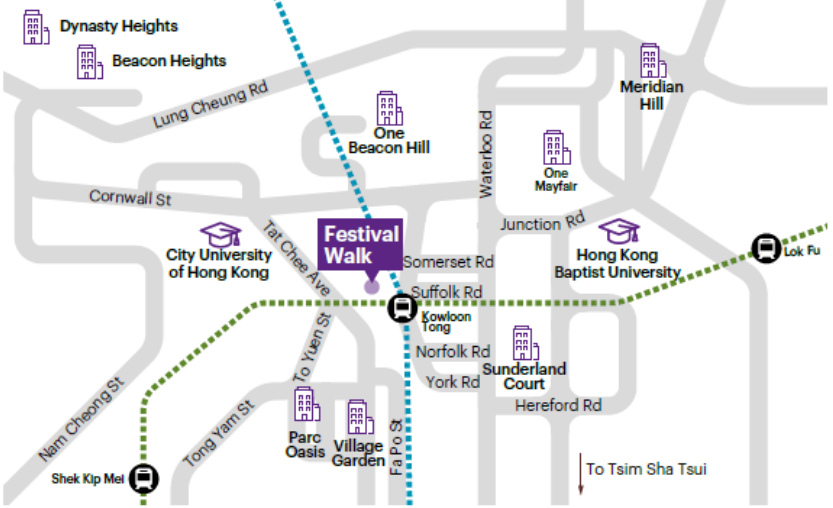 Dynasty Heights
Beacon Heights
Meridian
Hill
Lung Cheung Rd
One
Beacon Hill
Waterloo Rd
One
Mayfair
Cornwall St
Junction Rd
Tat Chee Ave
Festival
Walk
City University
of Hong Kong
Somerset Rd
Hong Kong
Baptist University
Lok Fu
Suffolk Rd
Kowloon
Tong
To Yuen St
Norfolk Rd
Sunderland
Court
York Rd
Hereford Rd
Nam Cheong St
Tong Yam St
Parc
Oasis
Village
Garden
Fa Po St
Shek Kip Mei
To Tsim Sha Tsui